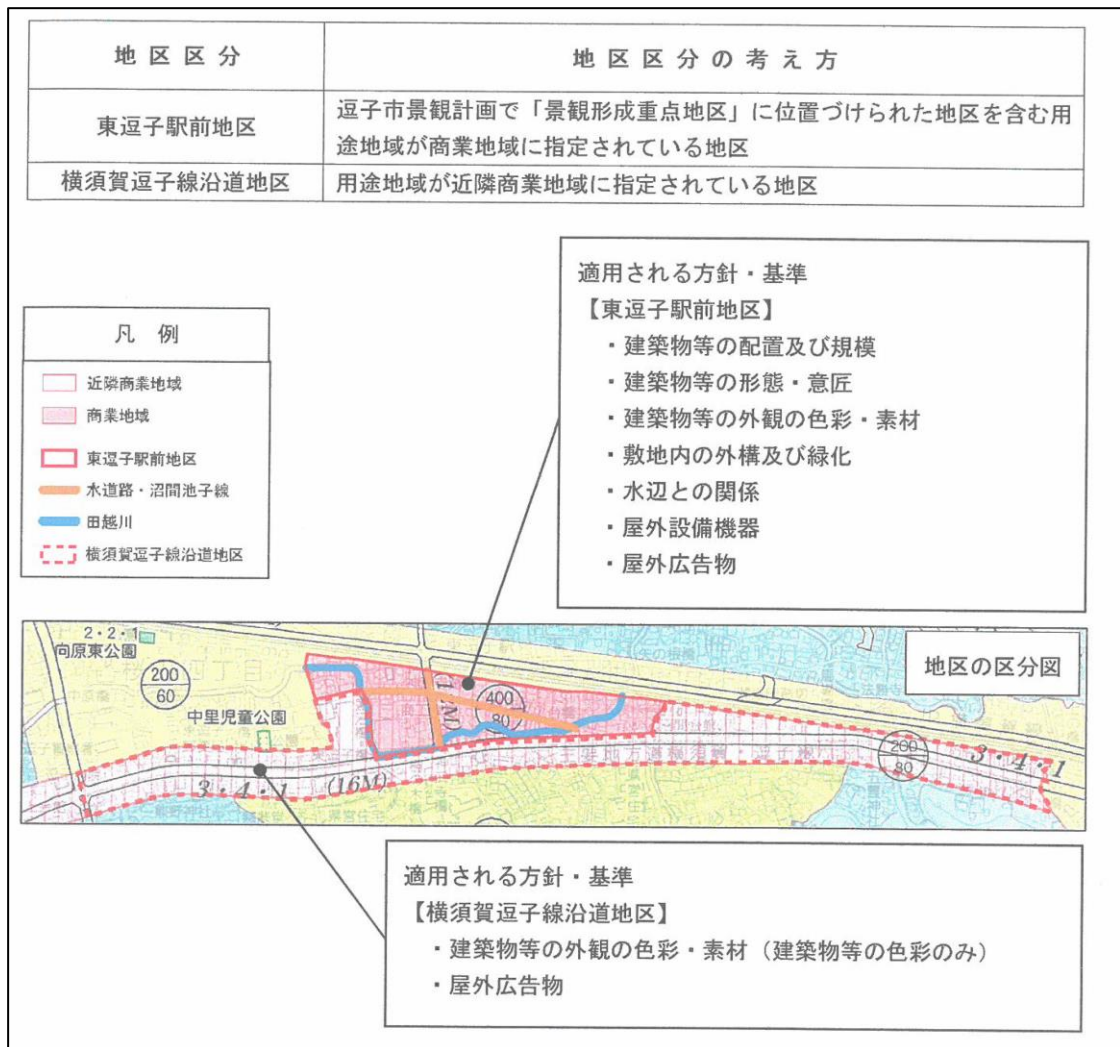 地区区分
地区区分の考え方
東逗子駅前地区
逗子市景観計画で「景観形成重点地区」に位置づけられた地区を含む用
途地域が商業地域に指定されている地区
横須賀逗子線沿道地区
用途地域が近隣商業地域に指定されている地区
適用される方針・基準
【東逗子駅前地区】
・建築物等の配置及び規模
・建築物等の形態・意匠
・建築物等の外観の色彩・素材
・敷地内の外構及び緑化
・水辺との関係
・屋外設備機器
・屋外広告物
凡例
近隣商業地域
商業地域
東逗子駅前地区
水道路・沼間池子線
田越川
横須賀逗子線沿道地区
地区の区分図
2・2・1
向原東公園
200
60
中里児童公園
400
80
200
80
3・4・1
3・4・1
(16M)
適用される方針・基準
【横須賀逗子線沿道地区】
・建築物等の外観の色彩・素材（建築物等の色彩のみ）
・屋外広告物